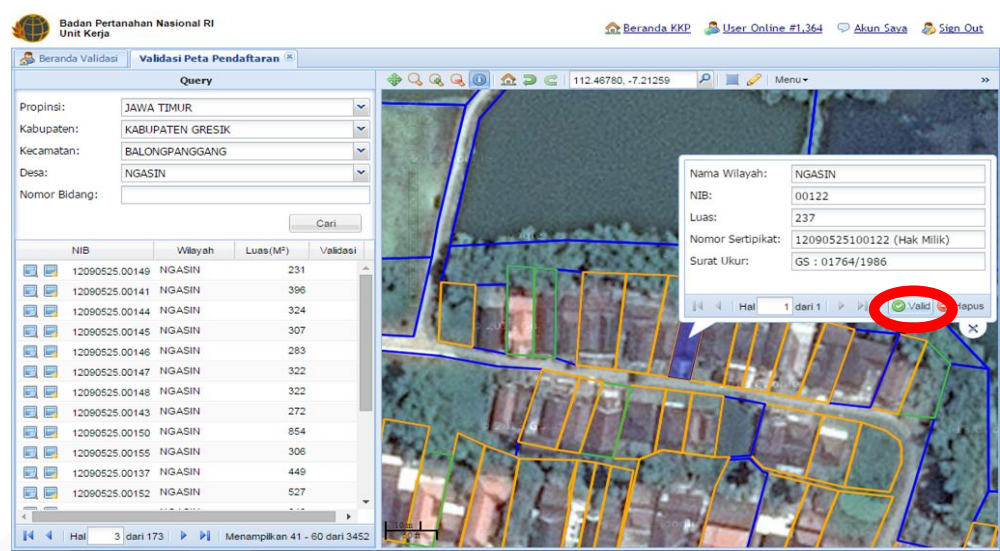 Badan Pertanahan Nasional RI
Unit Kerja
Beranda KKP User Online #1,364 Akun Saya Sign Out
Beranda Validasi Validasi Peta Pendaftaran
Query
112.46780, -7.21259 Menu
Propinsi: JAWA TIMUR
Kabupaten: KABUPATEN GRESIK
Kecamatan: BALONGPANGGANG
Desa: NGASIN
Nomor Bidang:
Cari
NIB Wilayah Luas(M²) Validasi
12090525.00149 NGASIN 231
12090525.00141 NGASIN 396
12090525.00144 NGASIN 324
12090525.00145 NGASIN 307
12090525.00146 NGASIN 283
12090525.00147 NGASIN 322
12090525.00148 NGASIN 322
12090525.00143 NGASIN 272
12090525.00150 NGASIN 854
12090525.00155 NGASIN 306
12090525.00137 NGASIN 449
12090525.00152 NGASIN 527
Hal 3 dari 173 Menampilkan 41 - 60 dari 3452
Nama Wilayah: NGASIN
NIB: 00122
Luas: 237
Nomor Sertipikat: 12090525100122 (Hak Milik)
Surat Ukur: GS : 01764/1986
Hal 1 dari 1 Valid Hapus
10 m